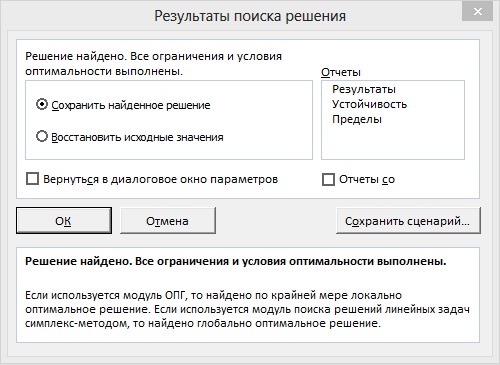 Результаты поиска решения
Решение найдено. Все ограничения и условия
оптимальности выполнены.
Отчеты
Сохранить найденное решение
Восстановить исходные значения
Результаты
Устойчивость
Пределы
Вернуться в диалоговое окно параметров
Отчеты со
ОК
Отмена
Сохранить сценарий...
Решение найдено. Все ограничения и условия оптимальности выполнены.
Если используется модуль ОПГ, то найдено по крайней мере локально
оптимальное решение. Если используется модуль поиска решений линейных задач
симплекс-методом, то найдено глобально оптимальное решение.